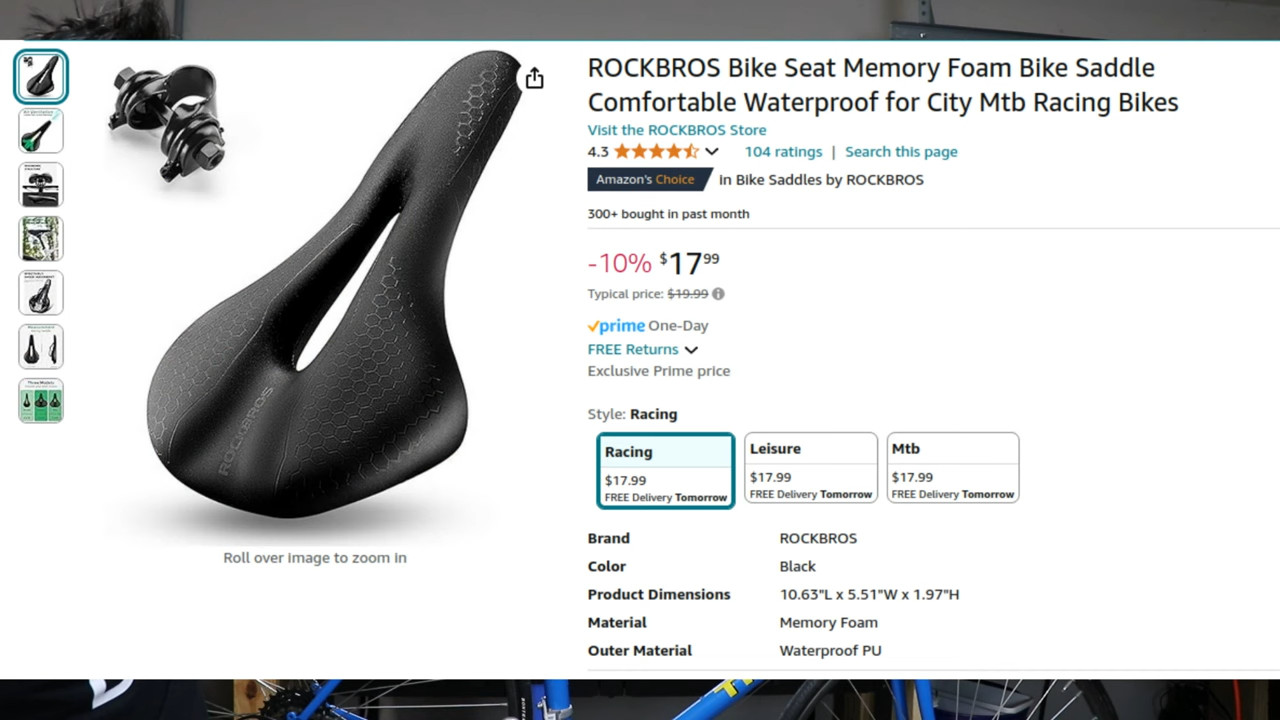 ROCKBROS Bike Seat Memory Foam Bike Saddle
Comfortable Waterproof for City Mtb Racing Bikes
Visit the ROCKBROS Store
4.3 104 ratings | Search this page
Amazon's Choice in Bike Saddles by ROCKBROS
300+ bought in past month
-10% $17 99
Typical price: $19.99
prime One-Day
FREE Returns
Exclusive Prime price
Style: Racing
Racing
$17.99
FREE Delivery Tomorrow
Leisure
$17.99
FREE Delivery Tomorrow
Mtb
$17.99
FREE Delivery Tomorrow
Brand ROCKBROS
Color Black
Product Dimensions 10.63"L x 5.51"W x 1.97"H
Material Memory Foam
Outer Material Waterproof PU
ROCKBROS
Roll over image to zoom in